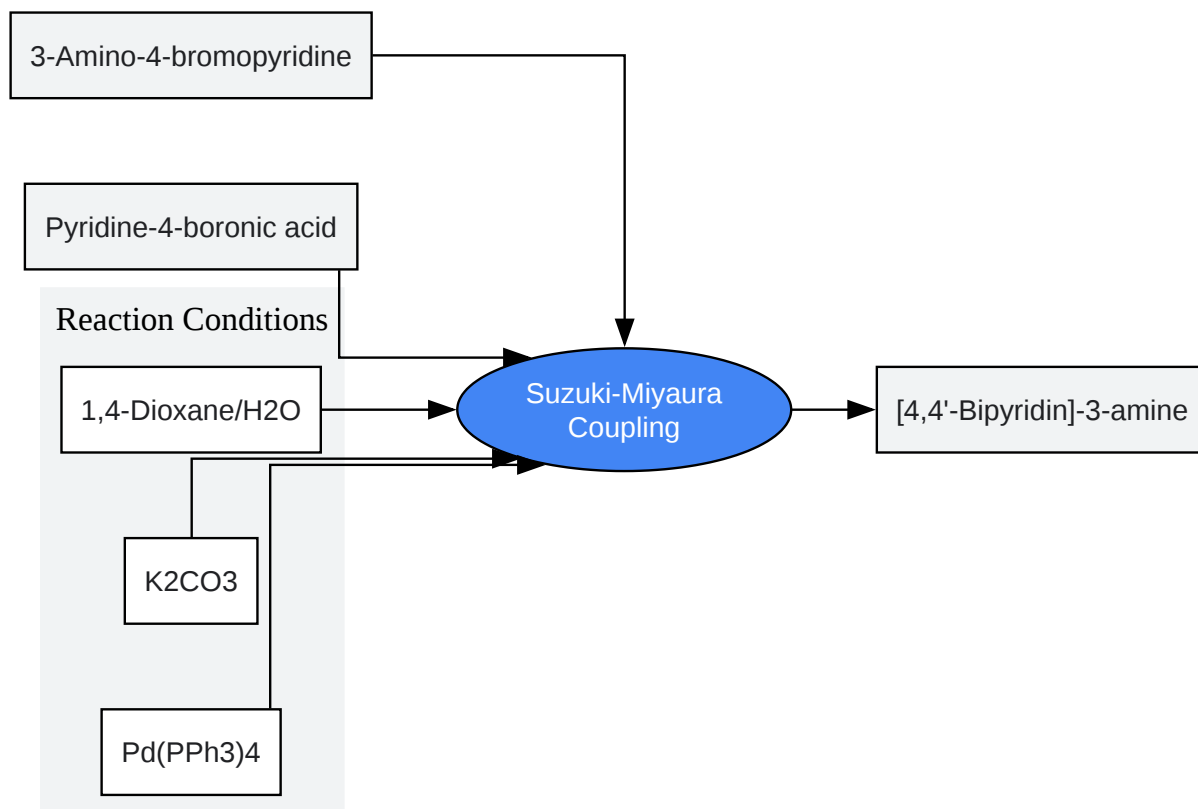 3-Amino-4-bromopyridine
Pyridine-4-boronic acid
Reaction Conditions
1,4-Dioxane/H2O
Suzuki-Miyaura
Coupling
[4,4'-Bipyridin]-3-amine
K2CO3
Pd(PPh3)4